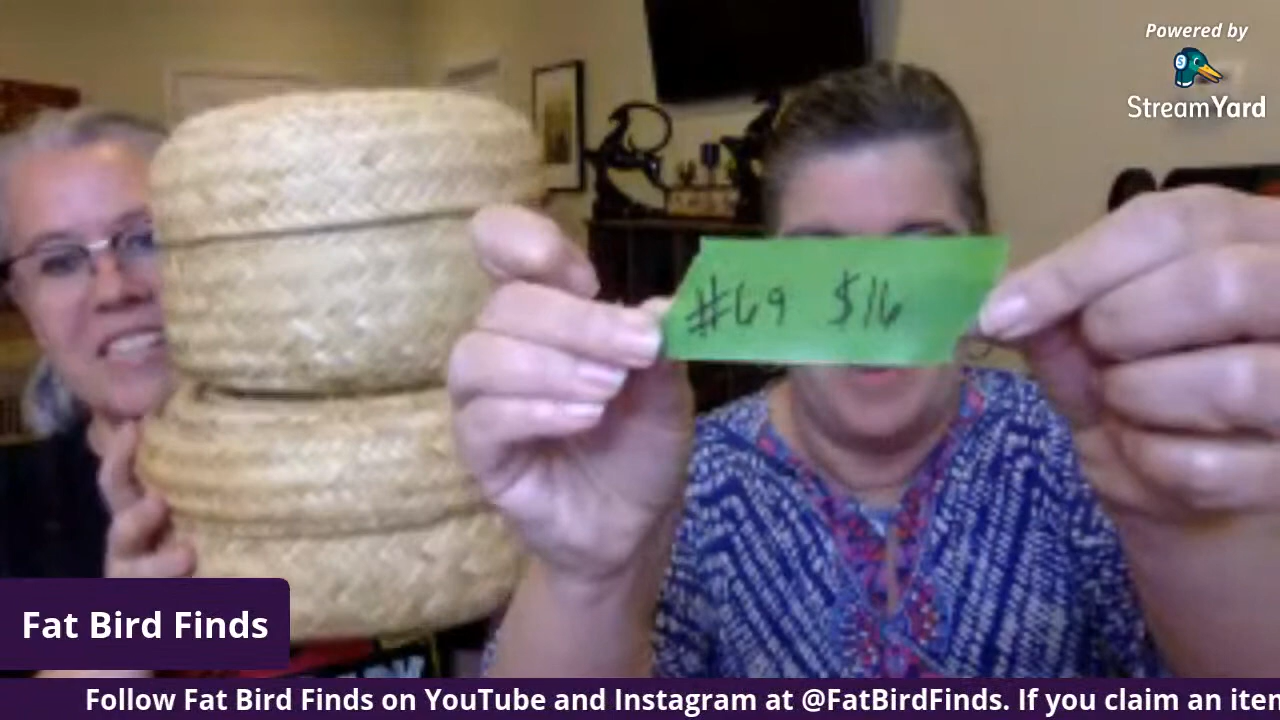 Powered by
StreamYard
#69 $16
Fat Bird Finds
Follow Fat Bird Finds on YouTube and Instagram at @FatBirdFinds. If you claim an iter